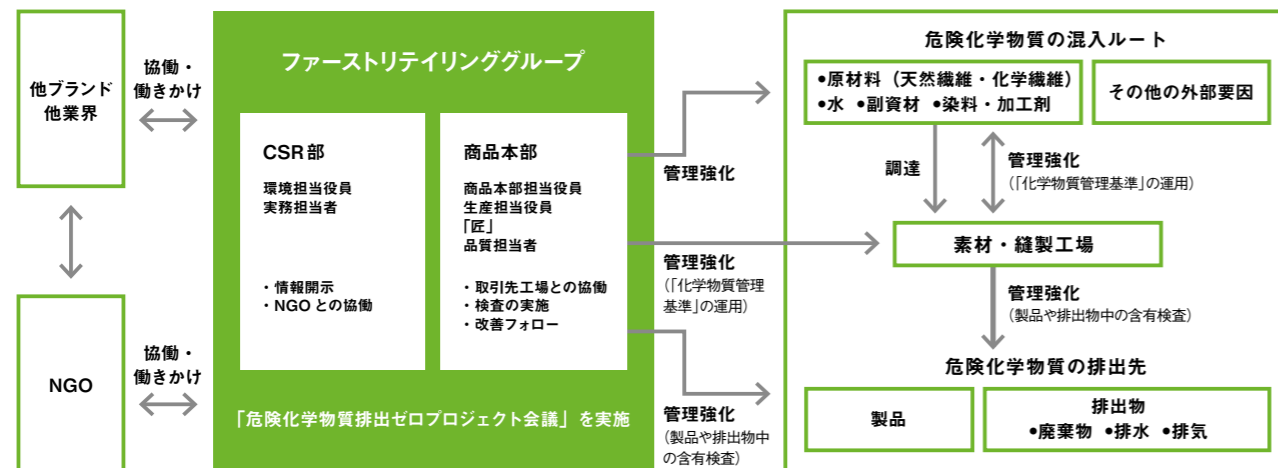 他ブランド
他業界
協働・
働きかけ
NGO
協働・
働きかけ
ファーストリテイリンググループ
CSR部
環境担当役員
実務担当者
・情報開示
・NGOとの協働
商品本部
商品本部担当役員
生産担当役員
「匠」
品質担当者
・取引先工場との協働
・検査の実施
・改善フォロー
「危険化学物質排出ゼロプロジェクト会議」を実施
管理強化
管理強化
(「化学物質管理
基準」の運用)
管理強化
(製品や排出物中
の含有検査)
危険化学物質の混入ルート
•原材料（天然繊維・化学繊維）
•水 •副資材 •染料・加工剤
その他の外部要因
調達
管理強化
(「化学物質管理基準」の運用)
素材・縫製工場
管理強化
(製品や排出物中の含有検査)
危険化学物質の排出先
製品
排出物
•廃棄物 •排水 •排気